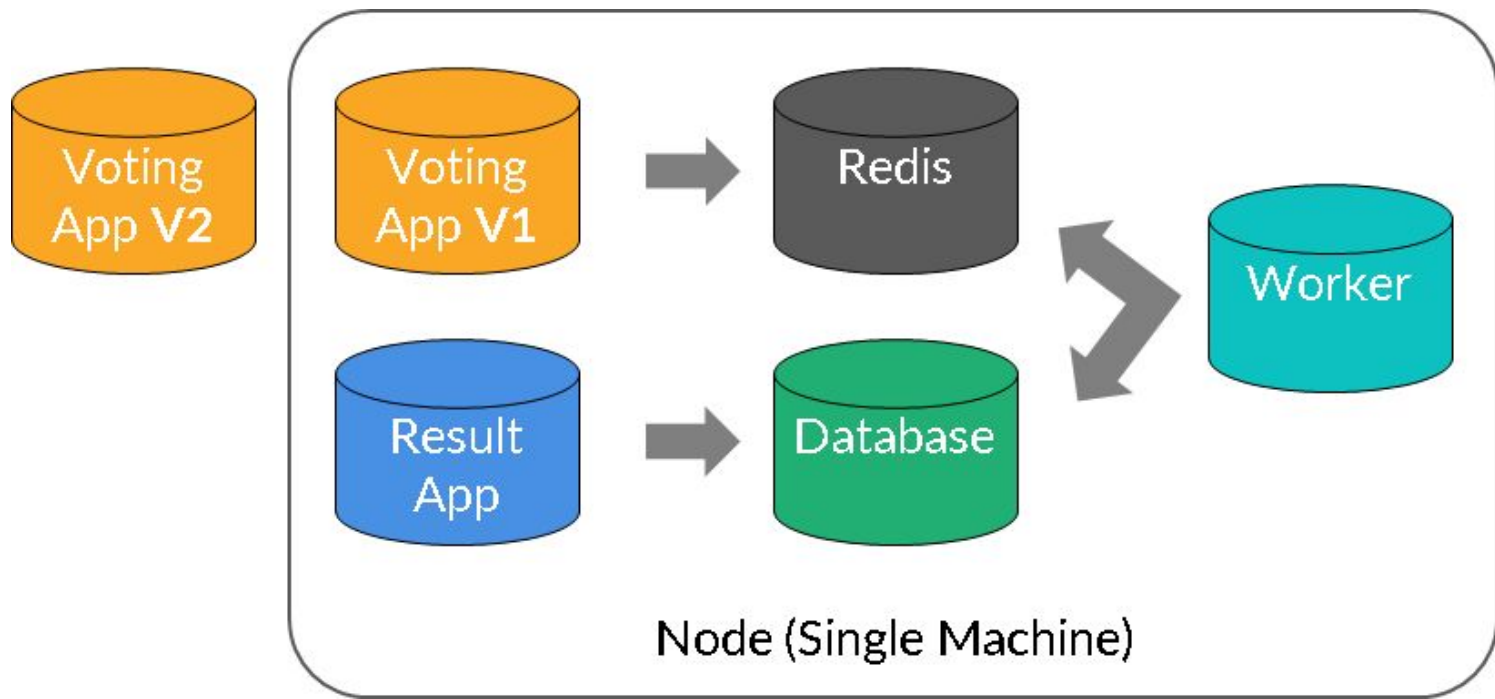 Voting
App V2
Voting
App V1
Redis
Worker
Result
App
Database
Node (Single Machine)